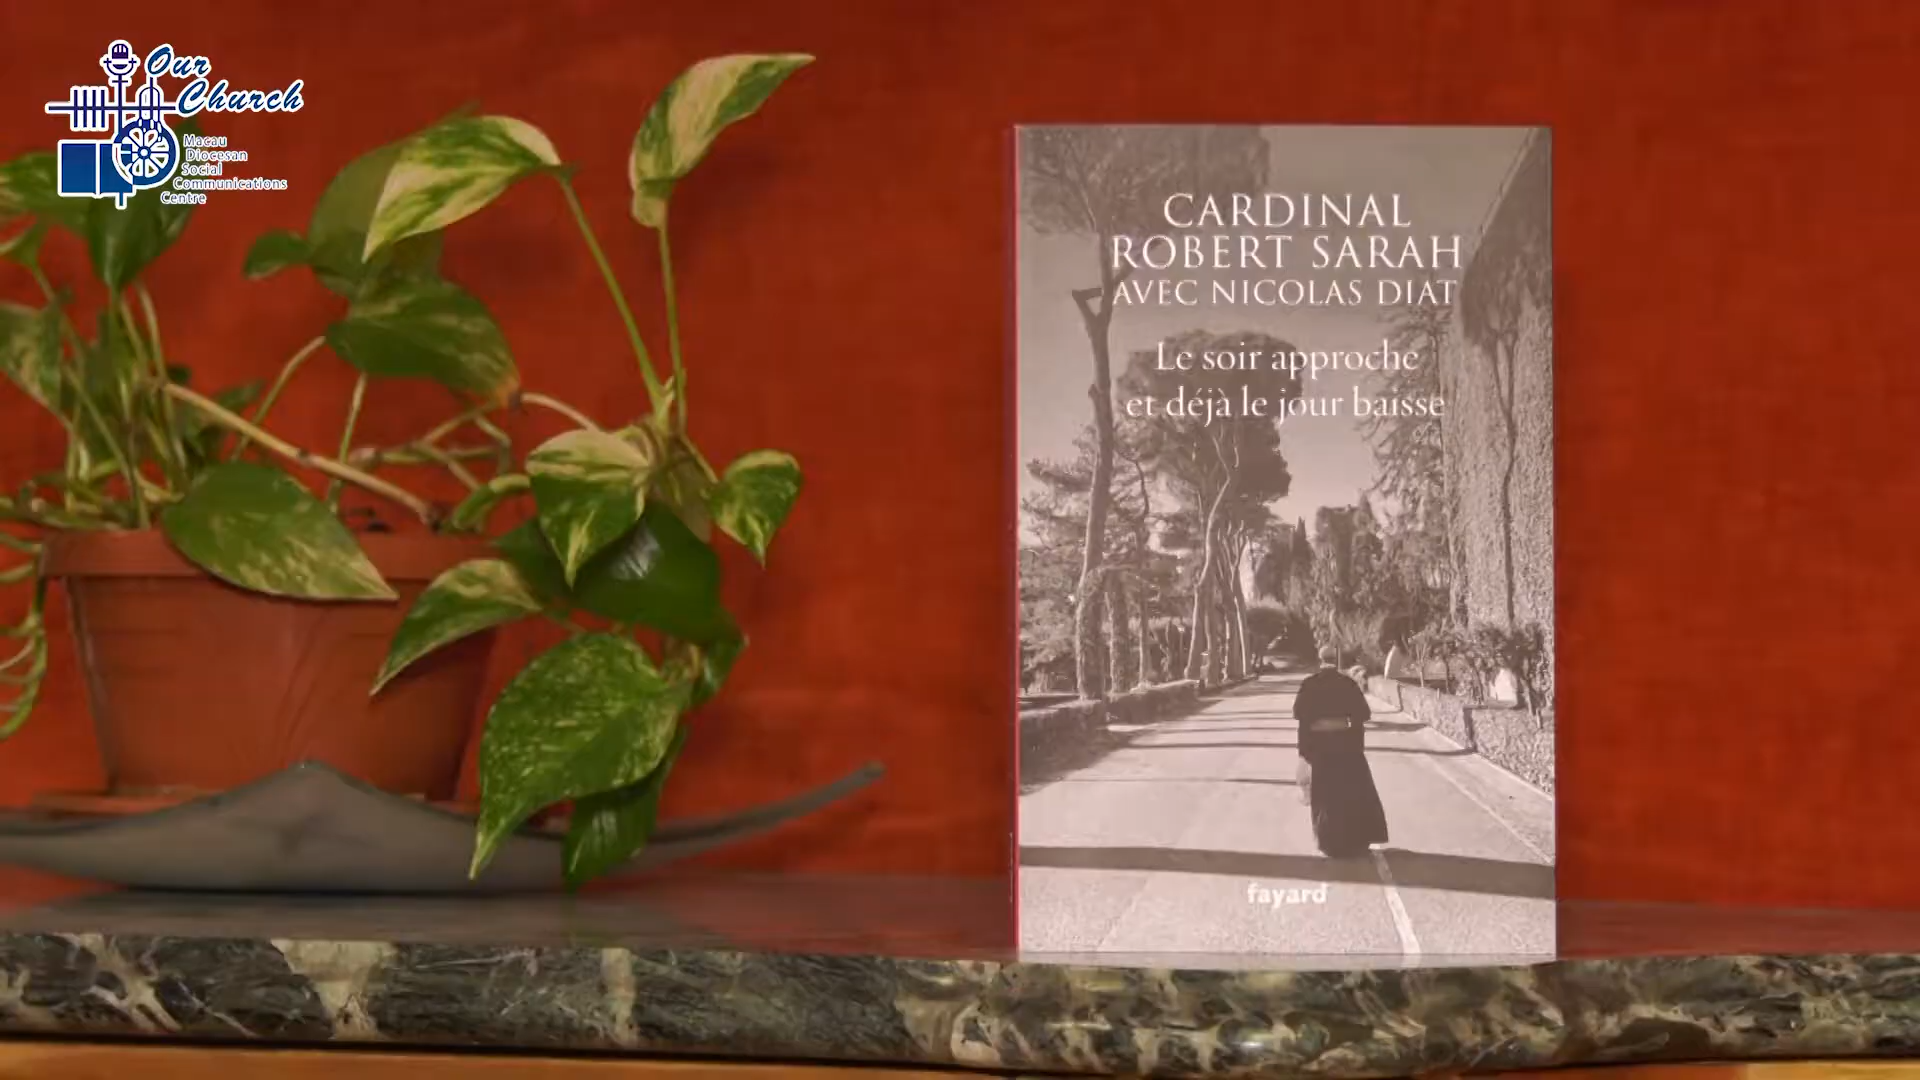 Our
Church
Macau
Diocesan
Social
Communications
Centre
CARDINAL
ROBERT SARAH
AVEC NICOLAS DIAT
Le soir approche
et déjà le jour baisse
fayard